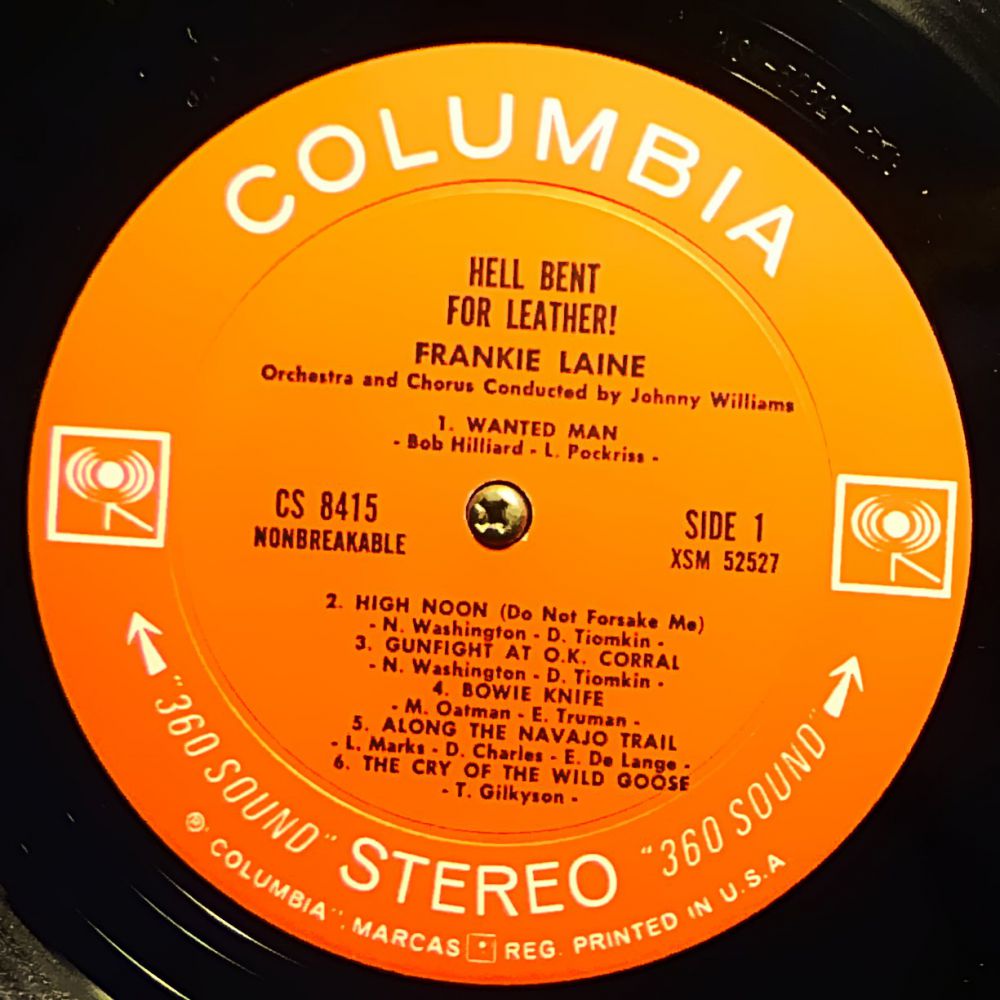 COLUMBIA
HELL BENT
FOR LEATHER!
FRANKIE LAINE
Orchestra and Chorus Conducted by Johnny Williams
1. WANTED MAN
- Bob Hilliard - L. Pockriss -
CS 8415
NONBREAKABLE
SIDE 1
XSM 52527
2. HIGH NOON (Do Not Forsake Me)
- N. Washington - D. Tiomkin -
3. GUNFIGHT AT O.K. CORRAL
- N. Washington - D. Tiomkin -
4. BOWIE KNIFE
- M. Oatman - E. Truman -
5. ALONG THE NAVAJO TRAIL
- L. Marks - D. Charles - E. De Lange -
6. THE CRY OF THE WILD GOOSE
- T. Gilkyson -
"360 SOUND" STEREO "360 SOUND"
"COLUMBIA", MARCAS REG. PRINTED IN U.S.A